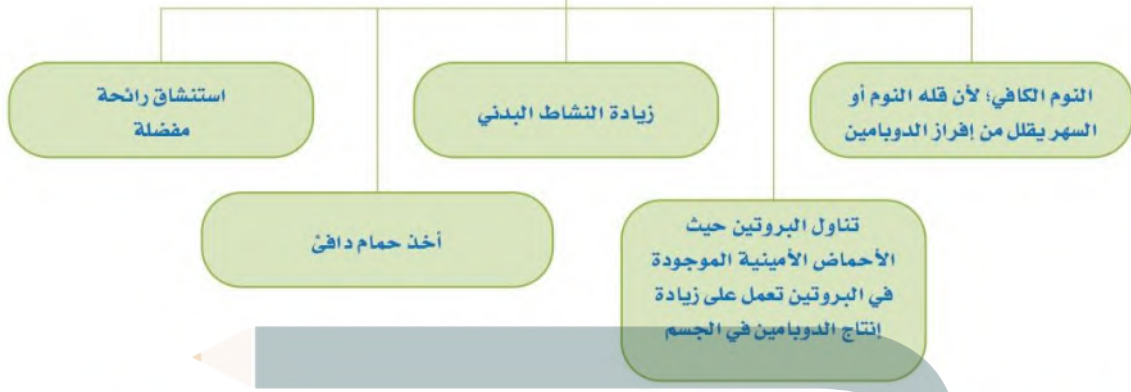 النوم الكافي؛ لأن قله النوم أو
السهر يقلل من إفراز الدوبامين
زيادة النشاط البدني
استنشاق رائحة
مفضلة
تناول البروتين حيث
الأحماض الأمينية الموجودة
في البروتين تعمل على زيادة
إنتاج الدوبامين في الجسم
أخذ حمام دافئ